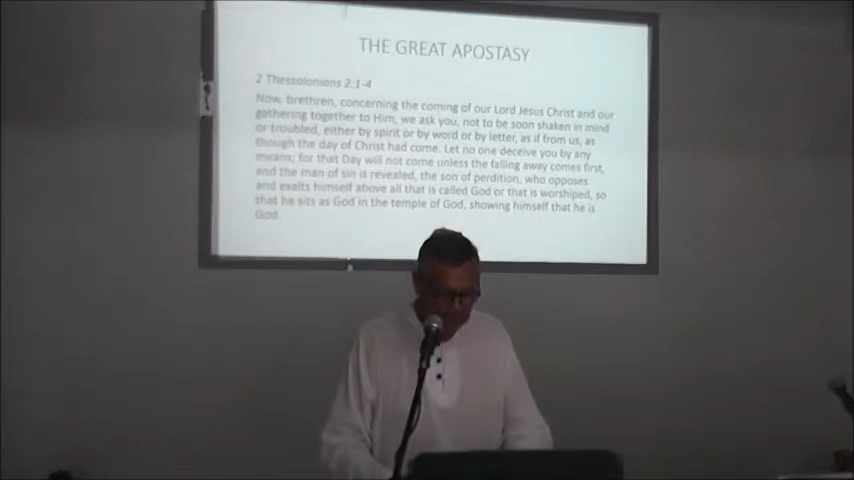 THE GREAT APOSTASY
2 Thessolonians 2:1-4
Now, brethren, concerning the coming of our Lord Jesus Christ and our
gathering together to Him, we ask you, not to be soon shaken in mind
or troubled, either by spirit or by word or by letter, as if from us, as
though the day of Christ had come. Let no one deceive you by any
means; for that Day will not come unless the falling away comes first,
and the man of sin is revealed, the son of perdition, who opposes
and exalts himself above all that is called God or that is worshiped, so
that he sits as God in the temple of God, showing himself that he is
God.